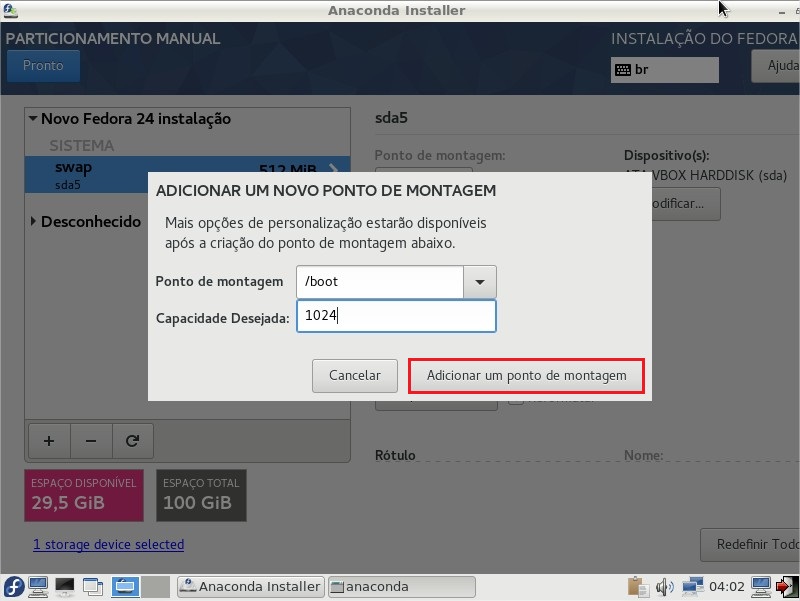 Anaconda Installer
PARTICIONAMENTO MANUAL
INSTALAÇÃO DO FEDORA
Pronto
br
Ajuda
Novo Fedora 24 instalação
SISTEMA
swap
512 MiB
sda5
Desconhecido
sda5
Ponto de montagem:
Dispositivo(s):
VBOX HARDDISK (sda)
odificar...
ADICIONAR UM NOVO PONTO DE MONTAGEM
Mais opções de personalização estarão disponíveis
após a criação do ponto de montagem abaixo.
Ponto de montagem
/boot
Capacidade Desejada:
1024
Cancelar
Adicionar um ponto de montagem
Rótulo
Nome:
ESPAÇO DISPONÍVEL
29,5 GiB
ESPAÇO TOTAL
100 GiB
1 storage device selected
Redefinir Todo
Anaconda Installer
anaconda
04:02